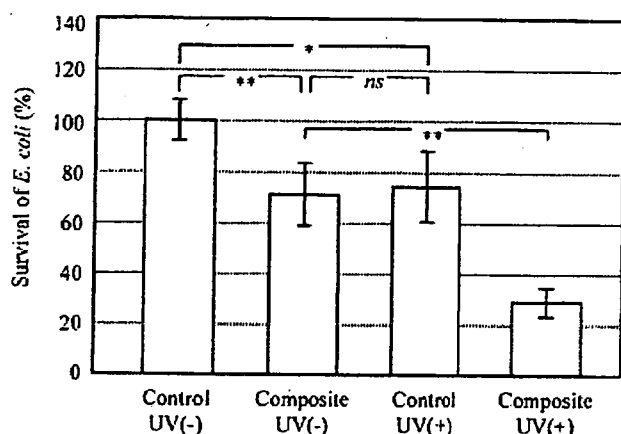 140
120
100
80
60
40
20
0
Survival of E. coli (%)
*
** ns
**
Control Composite Control Composite
UV(-) UV(-) UV(+) UV(+)